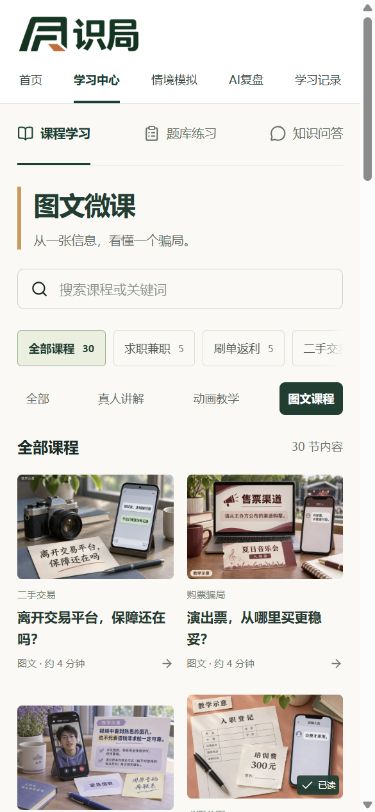 识局
首页 学习中心 情境模拟 AI复盘 学习记录
课程学习 题库练习 知识问答
图文微课
从一张信息，看懂一个骗局。
搜索课程或关键词
全部课程 30 求职兼职 5 刷单返利 5 二手交
全部 真人讲解 动画教学 图文课程
全部课程 30 节内容
离开交易平台，
保障还在吗？
售票渠道
夏日音乐会
教学示意
二手交易
离开交易平台，保障还在吗？
图文 · 约 4 分钟
购票骗局
演出票，从哪里买更稳妥？
图文 · 约 4 分钟
教学示意
入职登记
培训费
300元
已读